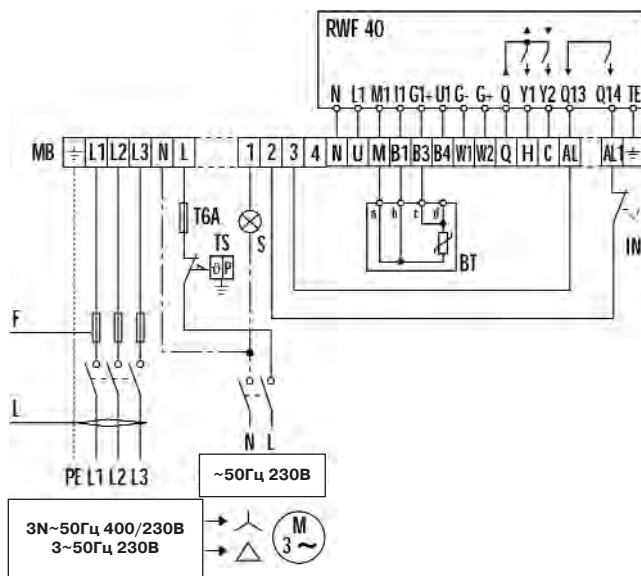 RWF 40
N L1 M1 I1 G1+ U1 G- G+ Q Y1 Y2 Q13 Q14 TE
MB L1 L2 L3 N L 1 2 3 4 N U M B1 B3 B4 W1 W2 Q H C AL AL1
T6A
TS
S
ϑ P
a b c d
BT
IN
F
L
N L
PE L1 L2 L3
~50Гц 230В
3N~50Гц 400/230В
3~50Гц 230В
M
3 ~